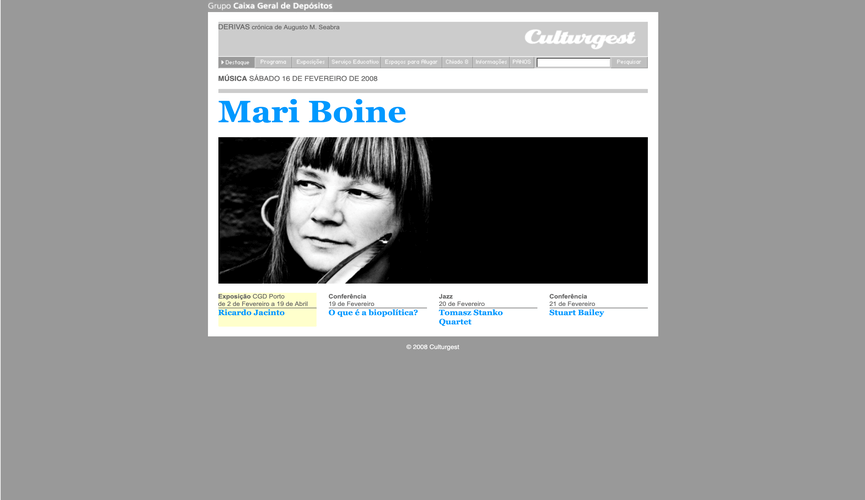 Grupo Caixa Geral de Depósitos
DERIVAS crônica de Augusto M. Seabra
Culturgest
Destaque Programa Exposições Serviço Educativo Espaços para Alugar Chiado 8 Informações PANOS Pesquisar
MÚSICA SÁBADO 16 DE FEVEREIRO DE 2008
Mari Boine
Exposição CGD Porto
de 2 de Fevereiro a 19 de Abril
Ricardo Jacinto
Conferência
19 de Fevereiro
O que é a biopolítica?
Jazz
20 de Fevereiro
Tomasz Stanko
Quartet
Conferência
21 de Fevereiro
Stuart Bailey
© 2008 Culturgest